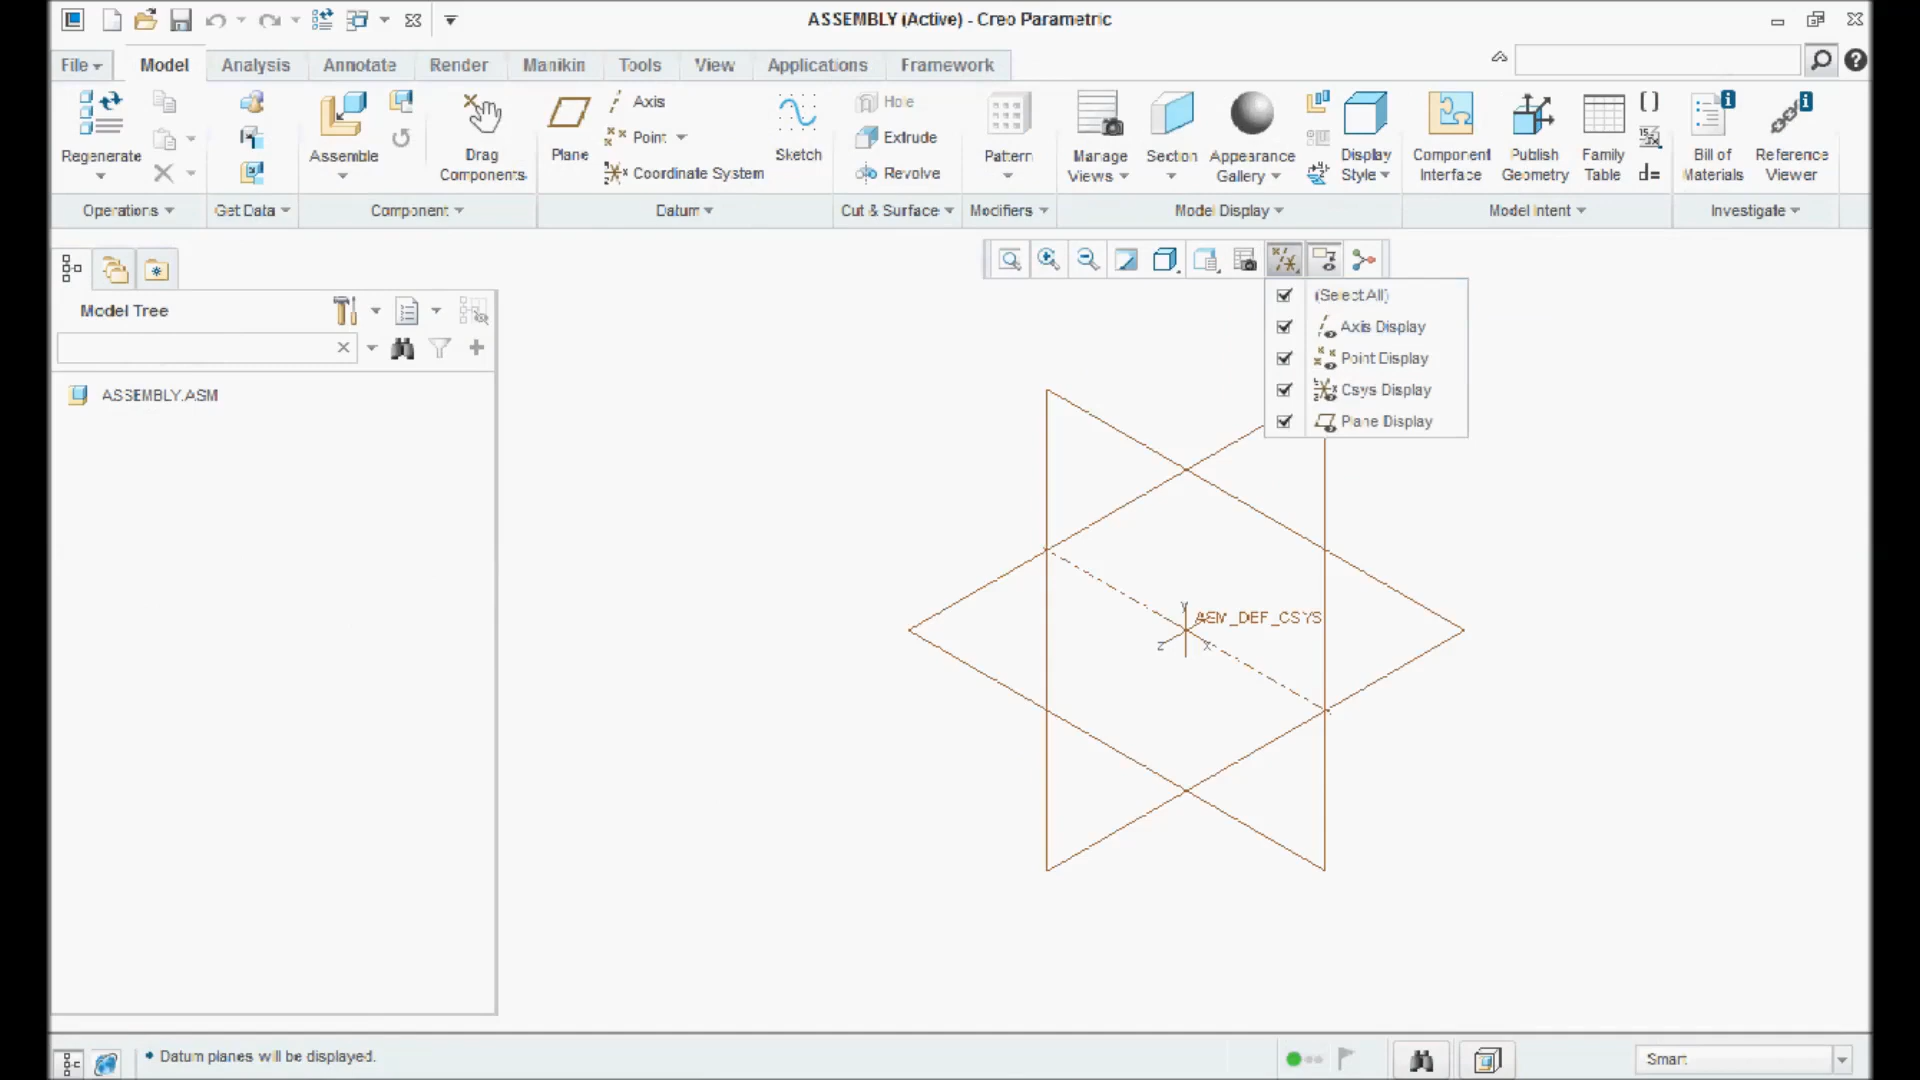 ASSEMBLY (Active) - Creo Parametric
File
Model
Analysis
Annotate
Render
Manikin
Tools
View
Applications
Framework
Regenerate
Assemble
Drag
Components
Plane
Axis
Point
Coordinate System
Sketch
Hole
Extrude
Revolve
Pattern
Manage
Views
Section
Appearance
Gallery
Display
Style
Component
Interface
Publish
Geometry
Family
Table
Bill of
Materials
Reference
Viewer
Operations
Get Data
Component
Datum
Cut & Surface
Modifiers
Model Display
Model Intent
Investigate
Model Tree
ASSEMBLY.ASM
(Select All)
Axis Display
Point Display
Csys Display
Plane Display
ASM_DEF_CSYS
Y
Z
X
Datum planes will be displayed.
Smart